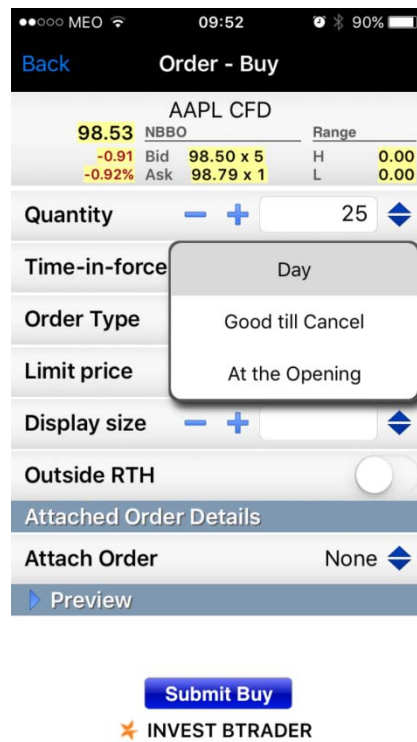 MEO 09:52 90%
Back Order - Buy
AAPL CFD
98.53 NBBO Range
-0.91 Bid 98.50 x 5 H 0.00
-0.92% Ask 98.79 x 1 L 0.00
Quantity 25
Time-in-force Day
Order Type Good till Cancel
Limit price At the Opening
Display size
Outside RTH
Attached Order Details
Attach Order None
Preview
Submit Buy
INVEST BTRADER